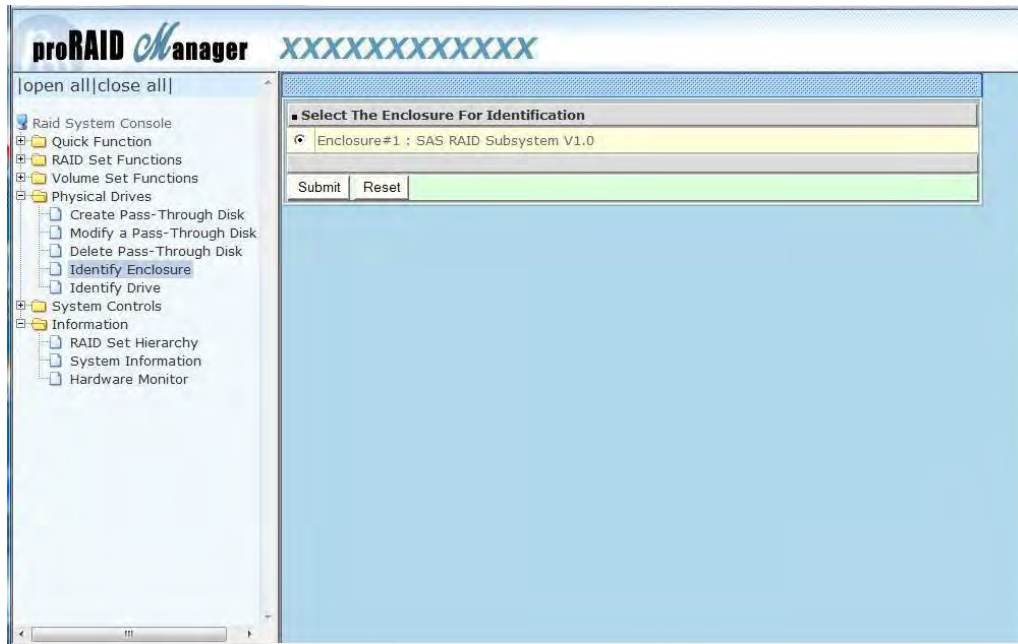 proRAID Manager XXXXXXXXXXXX
|open all|close all|
Raid System Console
Quick Function
RAID Set Functions
Volume Set Functions
Physical Drives
Create Pass-Through Disk
Modify a Pass-Through Disk
Delete Pass-Through Disk
Identify Enclosure
Identify Drive
System Controls
Information
RAID Set Hierarchy
System Information
Hardware Monitor
Select The Enclosure For Identification
Enclosure#1 : SAS RAID Subsystem V1.0
Submit Reset